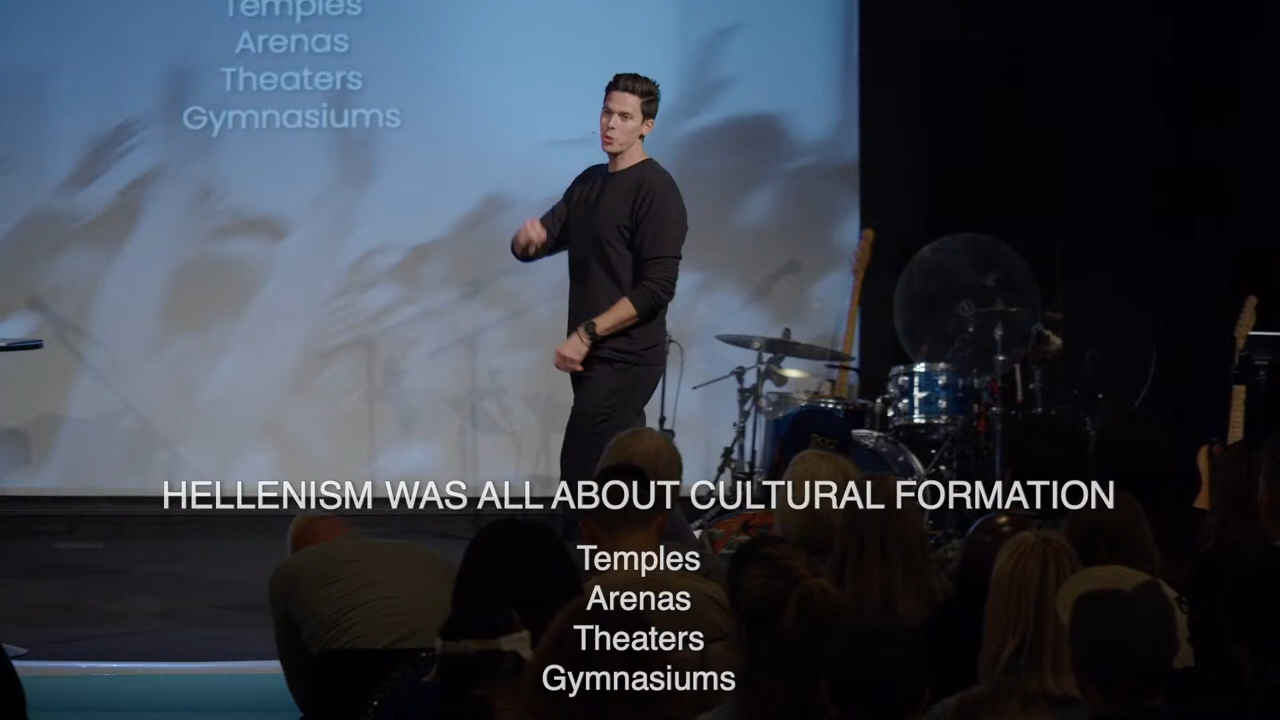 Temples
Arenas
Theaters
Gymnasiums
HELLENISM WAS ALL ABOUT CULTURAL FORMATION
Temples
Arenas
Theaters
Gymnasiums